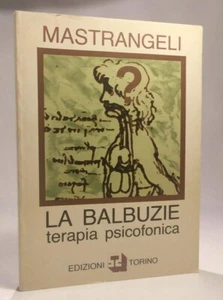 MASTRANGELI
?
LA BALBUZIE
terapia psicofonica
EDIZIONI TORINO